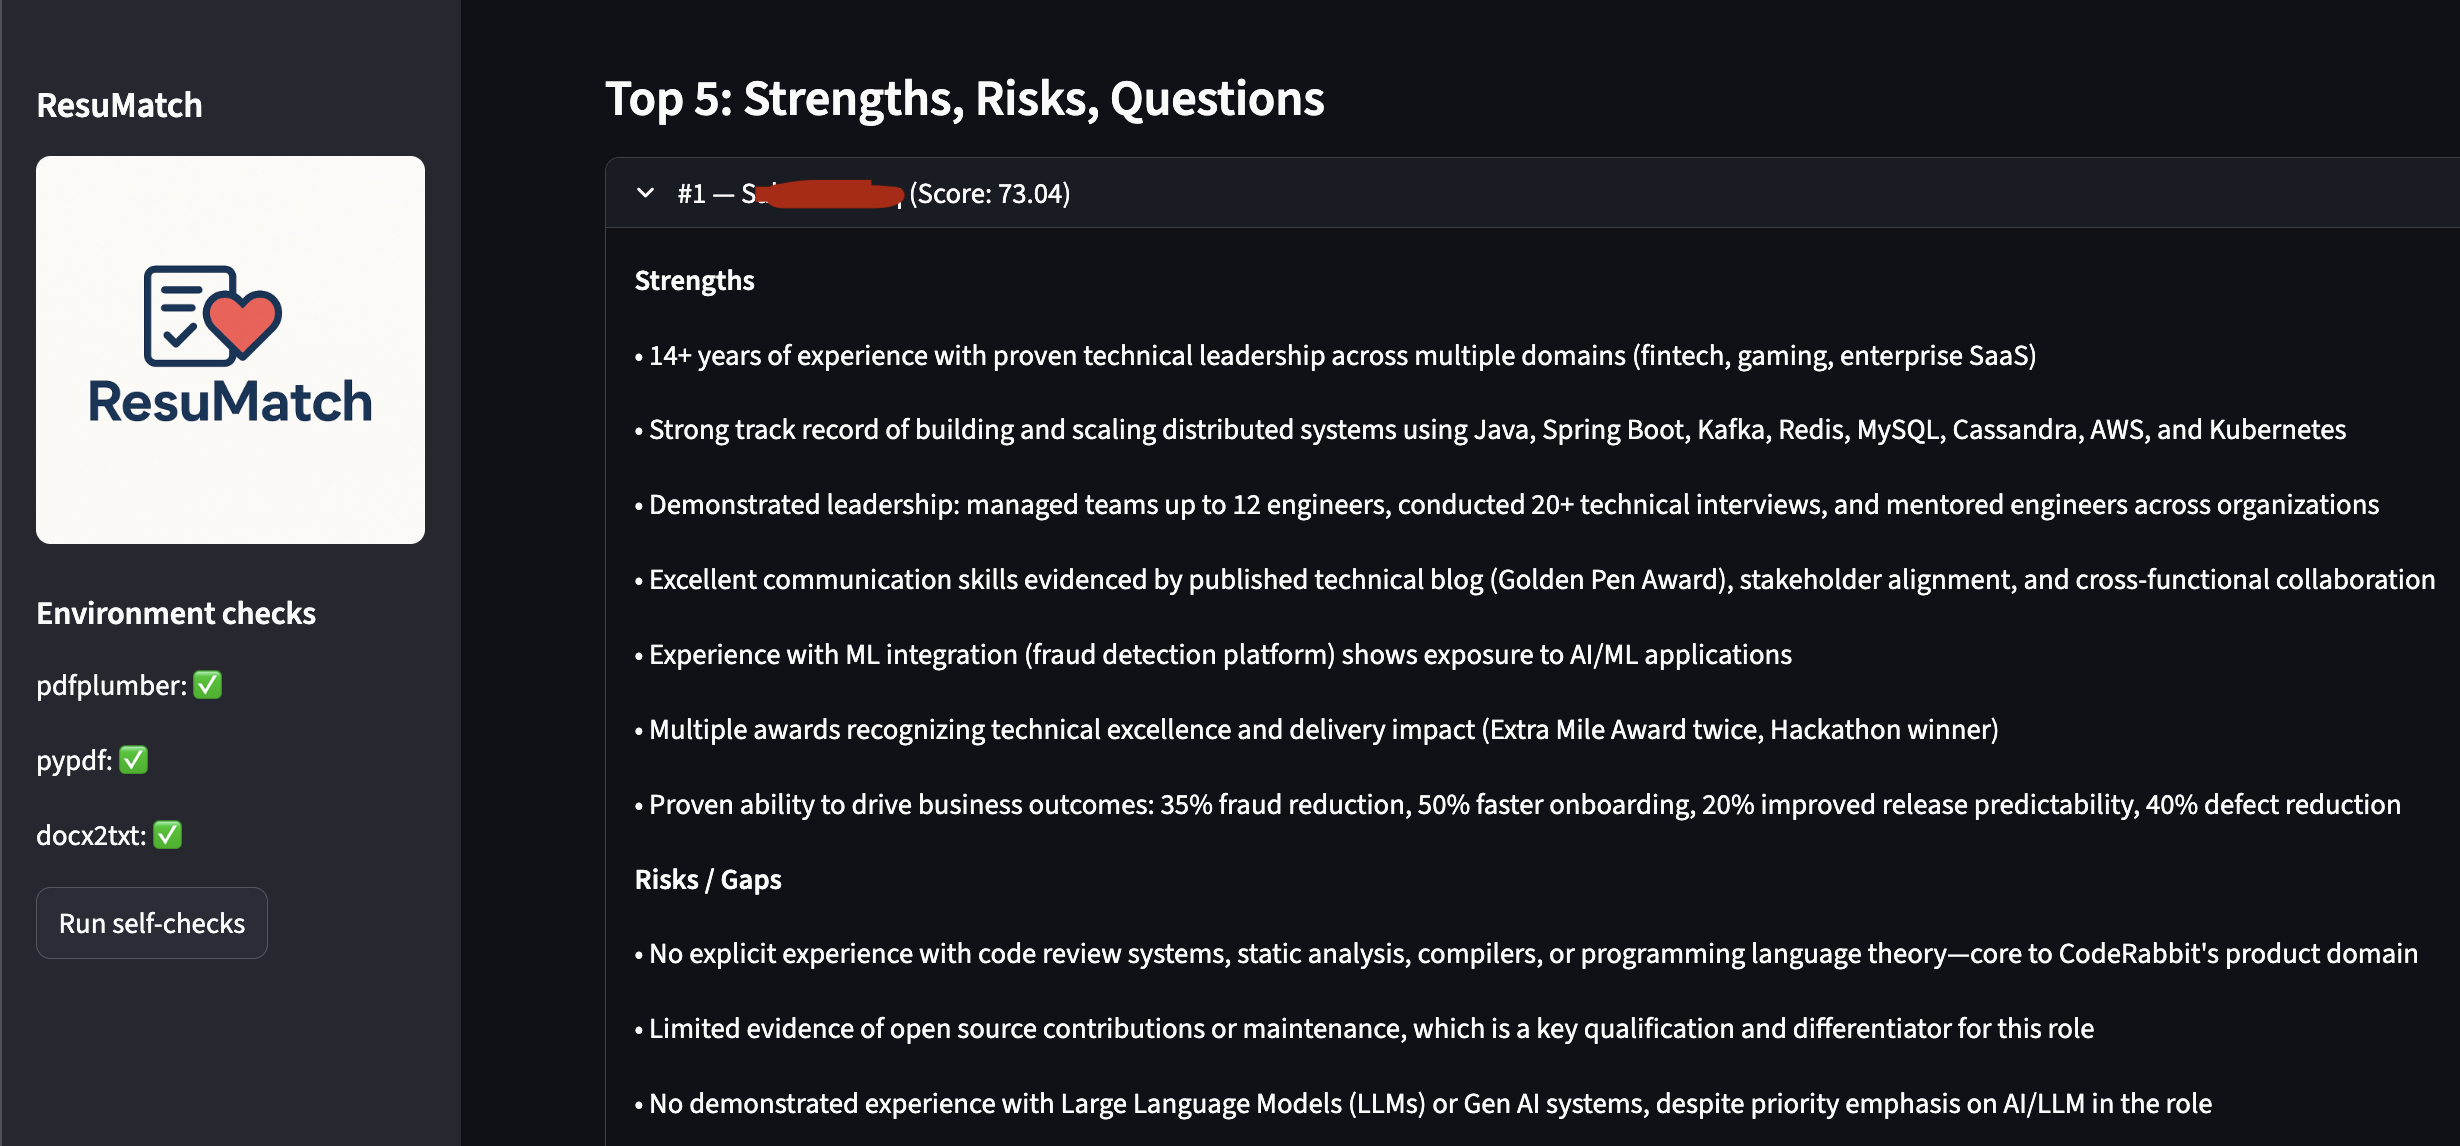 ResuMatch
ResuMatch
Environment checks
pdfplumber: ✅
pypdf: ✅
docx2txt: ✅
Run self-checks
Top 5: Strengths, Risks, Questions
#1 — (Score: 73.04)
Strengths
• 14+ years of experience with proven technical leadership across multiple domains (fintech, gaming, enterprise SaaS)
• Strong track record of building and scaling distributed systems using Java, Spring Boot, Kafka, Redis, MySQL, Cassandra, AWS, and Kubernetes
• Demonstrated leadership: managed teams up to 12 engineers, conducted 20+ technical interviews, and mentored engineers across organizations
• Excellent communication skills evidenced by published technical blog (Golden Pen Award), stakeholder alignment, and cross-functional collaboration
• Experience with ML integration (fraud detection platform) shows exposure to AI/ML applications
• Multiple awards recognizing technical excellence and delivery impact (Extra Mile Award twice, Hackathon winner)
• Proven ability to drive business outcomes: 35% fraud reduction, 50% faster onboarding, 20% improved release predictability, 40% defect reduction
Risks / Gaps
• No explicit experience with code review systems, static analysis, compilers, or programming language theory—core to CodeRabbit's product domain
• Limited evidence of open source contributions or maintenance, which is a key qualification and differentiator for this role
• No demonstrated experience with Large Language Models (LLMs) or Gen AI systems, despite priority emphasis on AI/LLM in the role